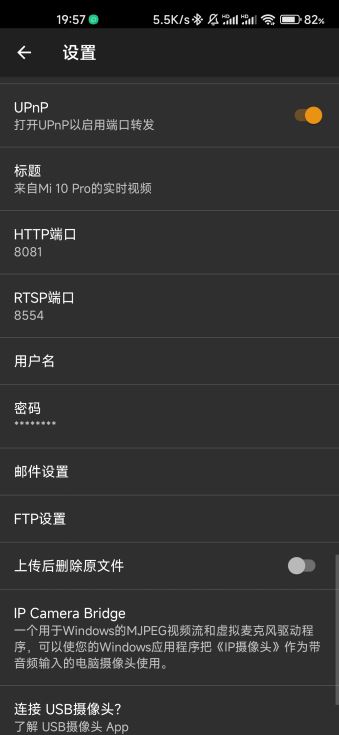 19:57 5.5K/s HD HD 82%
设置
UPnP
打开UPnP以启用端口转发
标题
来自Mi 10 Pro的实时视频
HTTP端口
8081
RTSP端口
8554
用户名
密码
********
邮件设置
FTP设置
上传后删除原文件
IP Camera Bridge
一个用于Windows的MJPEG视频流和虚拟麦克风驱动程
序，可以使您的Windows应用程序把《IP摄像头》作为带
音频输入的电脑摄像头使用。
连接 USB摄像头?
了解 USB摄像头 App